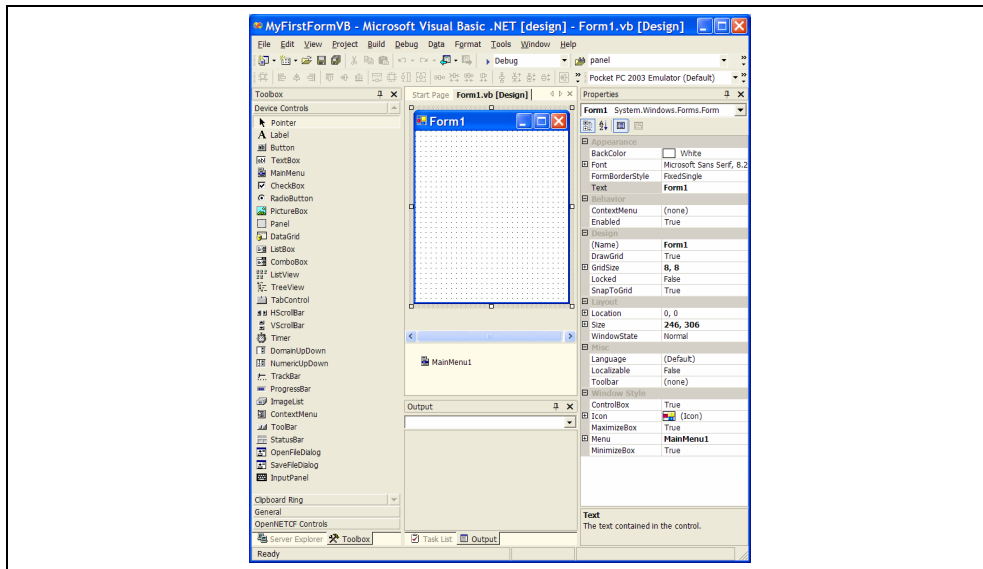 MyFirstFormVB - Microsoft Visual Basic .NET [design] - Form1.vb [Design]
File Edit View Project Build Debug Data Format Tools Window Help
Debug panel
Pocket PC 2003 Emulator (Default)
Toolbox
Device Controls
Pointer
A Label
Button
TextBox
MainMenu
CheckBox
RadioButton
PictureBox
Panel
DataGrid
ListBox
ComboBox
ListView
TreeView
TabControl
HScrollBar
VScrollBar
Timer
DomainUpDown
NumericUpDown
TrackBar
ProgressBar
ImageList
ContextMenu
ToolBar
StatusBar
OpenFileDialog
SaveFileDialog
InputPanel
Clipboard Ring
General
OpenNETCF Controls
Server Explorer Toolbox
Start Page Form1.vb [Design]
Form1
MainMenu1
Output
Task List Output
Properties
Form1 System.Windows.Forms.Form
Appearance
BackColor White
Font Microsoft Sans Serif, 8.2
FormBorderStyle FixedSingle
Text Form1
Behavior
ContextMenu (none)
Enabled True
Design
(Name) Form1
DrawGrid True
GridSize 8, 8
Locked False
SnapToGrid True
Layout
Location 0, 0
Size 246, 306
WindowState Normal
Misc
Language (Default)
Localizable False
Toolbar (none)
Window Style
ControlBox True
Icon (Icon)
MaximizeBox True
Menu MainMenu1
MinimizeBox True
Text
The text contained in the control.
Ready